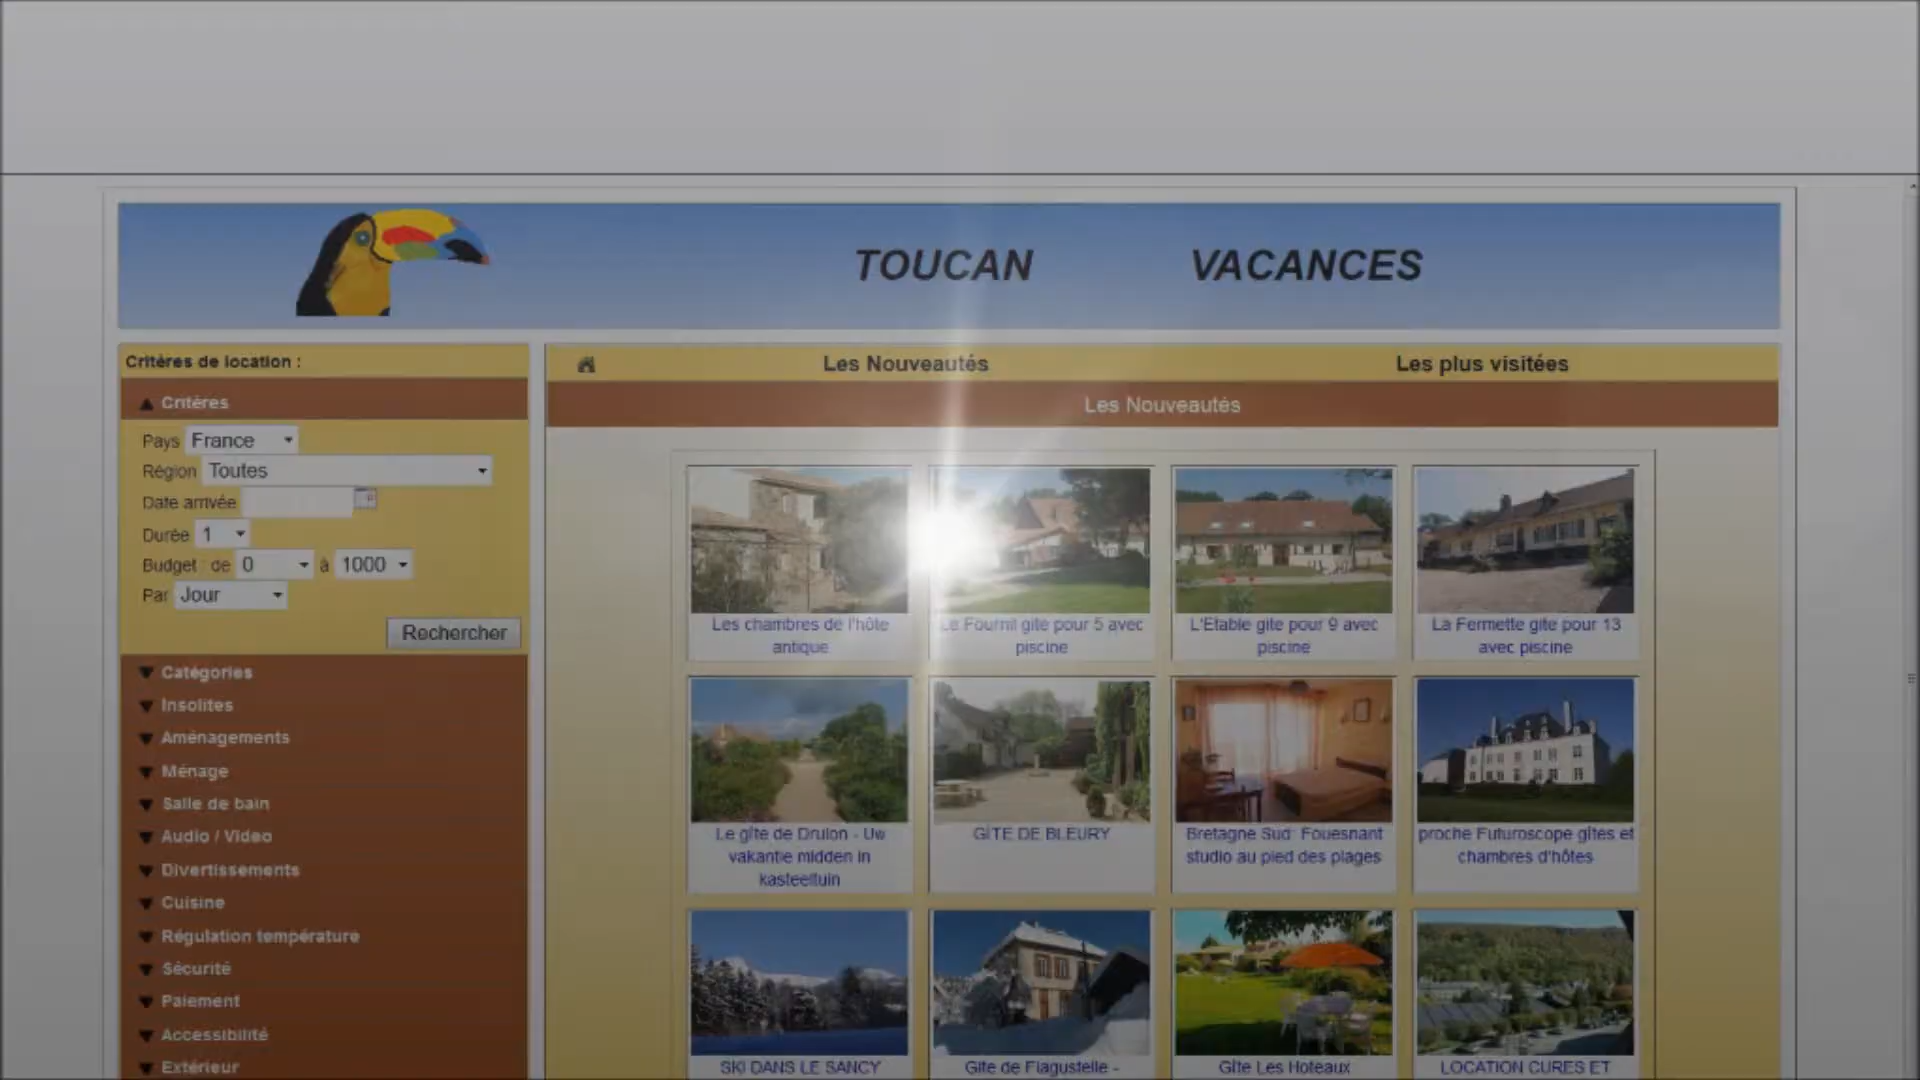 TOUCAN VACANCES
Critères de location :
Critères
Pays France
Région Toutes
Date arrivée
Durée 1
Budget : de 0 à 1000
Par Jour
Rechercher
Catégories
Insolites
Aménagements
Ménage
Salle de bain
Audio / Video
Divertissements
Cuisine
Régulation température
Sécurité
Paiement
Accessibilité
Extérieur
Les Nouveautés
Les plus visitées
Les Nouveautés
Les chambres de l'hôte
antique
Le Fournil gite pour 5 avec
piscine
L'Etable gite pour 9 avec
piscine
La Fermette gite pour 13
avec piscine
Le gîte de Drulon - Uw
vakantie midden in
kasteeltuin
GÎTE DE BLEURY
Bretagne Sud Fouesnant
studio au pied des plages
proche Futuroscope gîtes et
chambres d'hôtes
SKI DANS LE SANCY
Gite de Flagustelle -
Gîte Les Hoteaux
LOCATION CURES ET